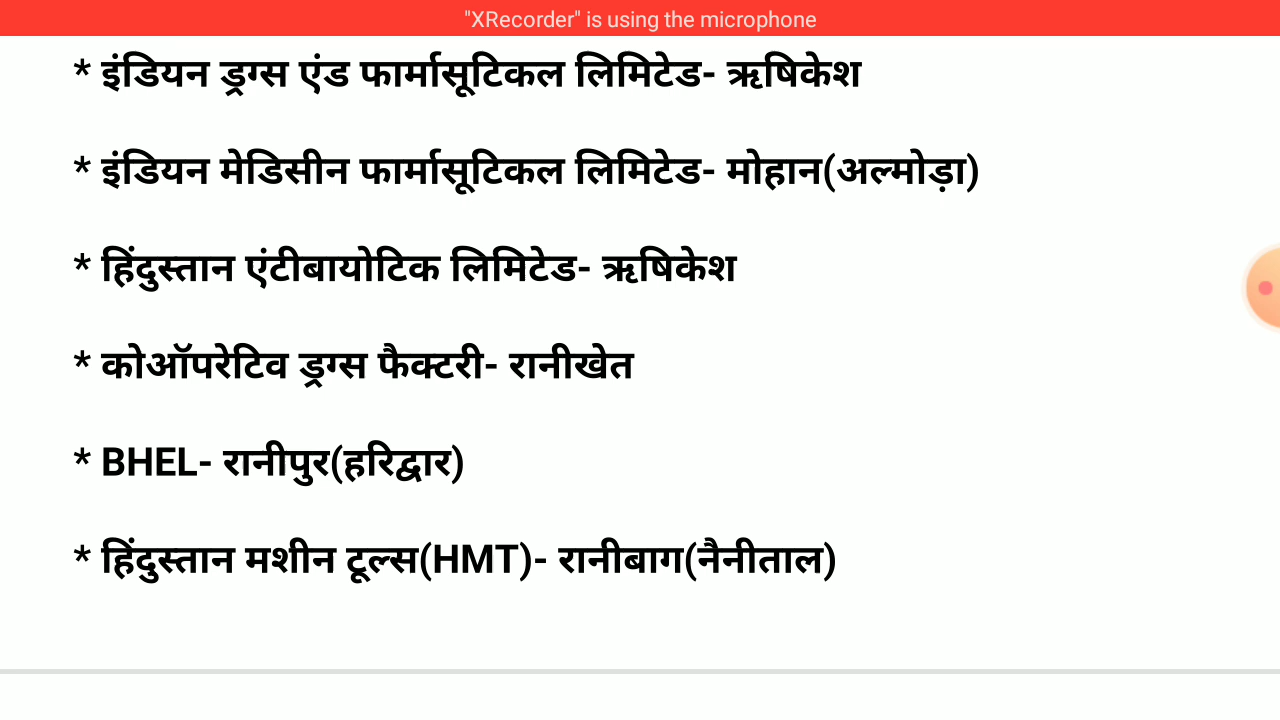 "XRecorder" is using the microphone
* इंडियन ड्रग्स एंड फार्मासूटिकल लिमिटेड- ऋषिकेश
* इंडियन मेडिसीन फार्मासूटिकल लिमिटेड- मोहान(अल्मोड़ा)
* हिंदुस्तान एंटीबायोटिक लिमिटेड- ऋषिकेश
* कोऑपरेटिव ड्रग्स फैक्टरी- रानीखेत
* BHEL- रानीपुर(हरिद्वार)
* हिंदुस्तान मशीन टूल्स(HMT)- रानीबाग(नैनीताल)